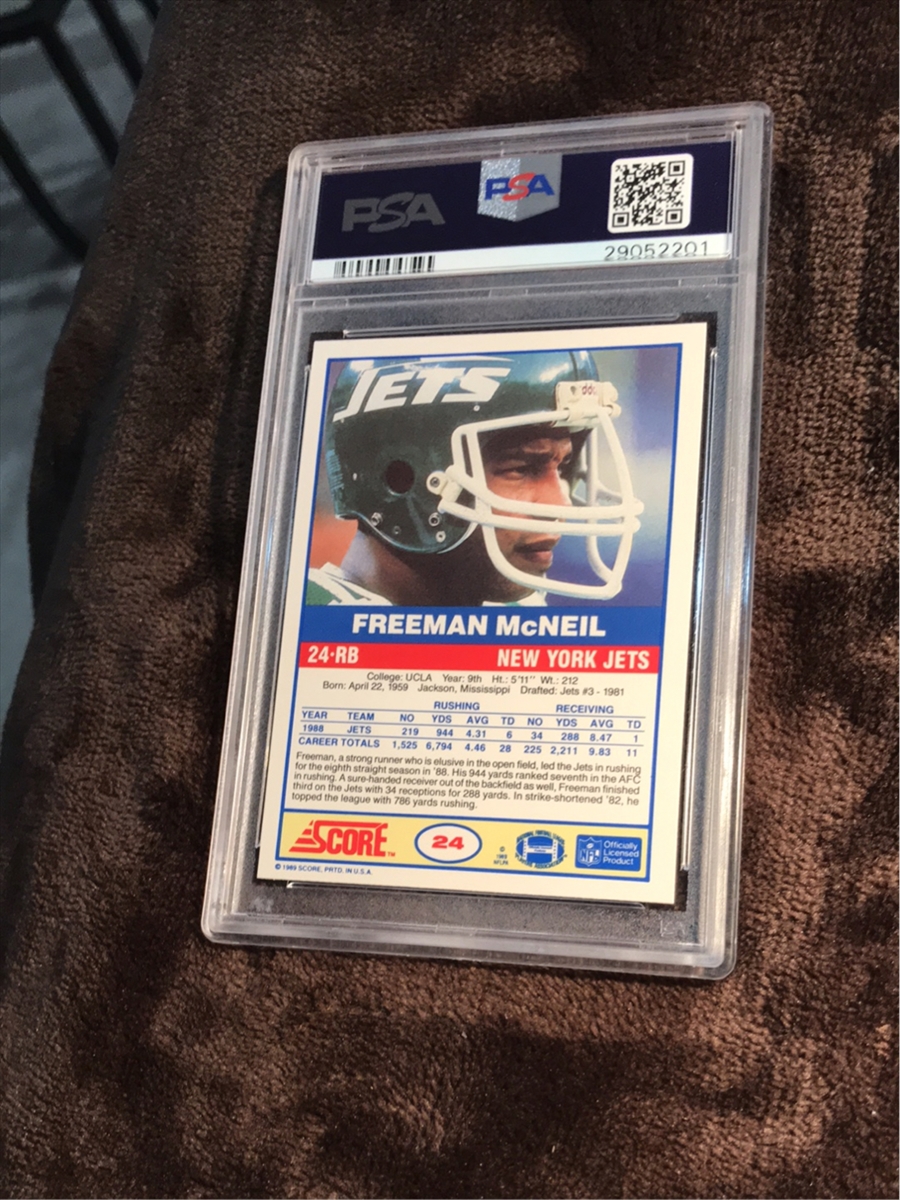 PSA
PSA
29052201
JETS
FREEMAN McNEIL
24·RB NEW YORK JETS
College: UCLA Year: 9th Ht.: 5'11" Wt.: 212
Born: April 22, 1959 Jackson, Mississippi Drafted: Jets #3 - 1981
RUSHING RECEIVING
YEAR TEAM NO YDS AVG TD NO YDS AVG TD
1988 JETS 219 944 4.31 6 34 288 8.47 1
CAREER TOTALS 1,525 6,794 4.46 28 225 2,211 9.83 11
Freeman, a strong runner who is elusive in the open field, led the Jets in rushing
for the eighth straight season in '88. His 944 yards ranked seventh in the AFC
in rushing. A sure-handed receiver out of the backfield as well, Freeman finished
third on the Jets with 34 receptions for 288 yards. In strike-shortened '82, he
topped the league with 786 yards rushing.
SCORE™ 24
© 1989 NFLPA
NFL
Officially
Licensed
Product
© 1989 SCORE, PRTD. IN U.S.A.